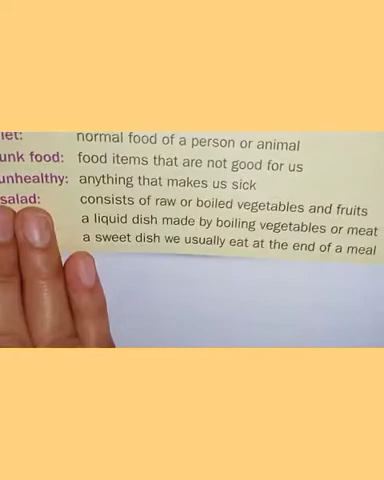 iet: normal food of a person or animal
unk food: food items that are not good for us
unhealthy: anything that makes us sick
salad: consists of raw or boiled vegetables and fruits
a liquid dish made by boiling vegetables or meat
a sweet dish we usually eat at the end of a meal